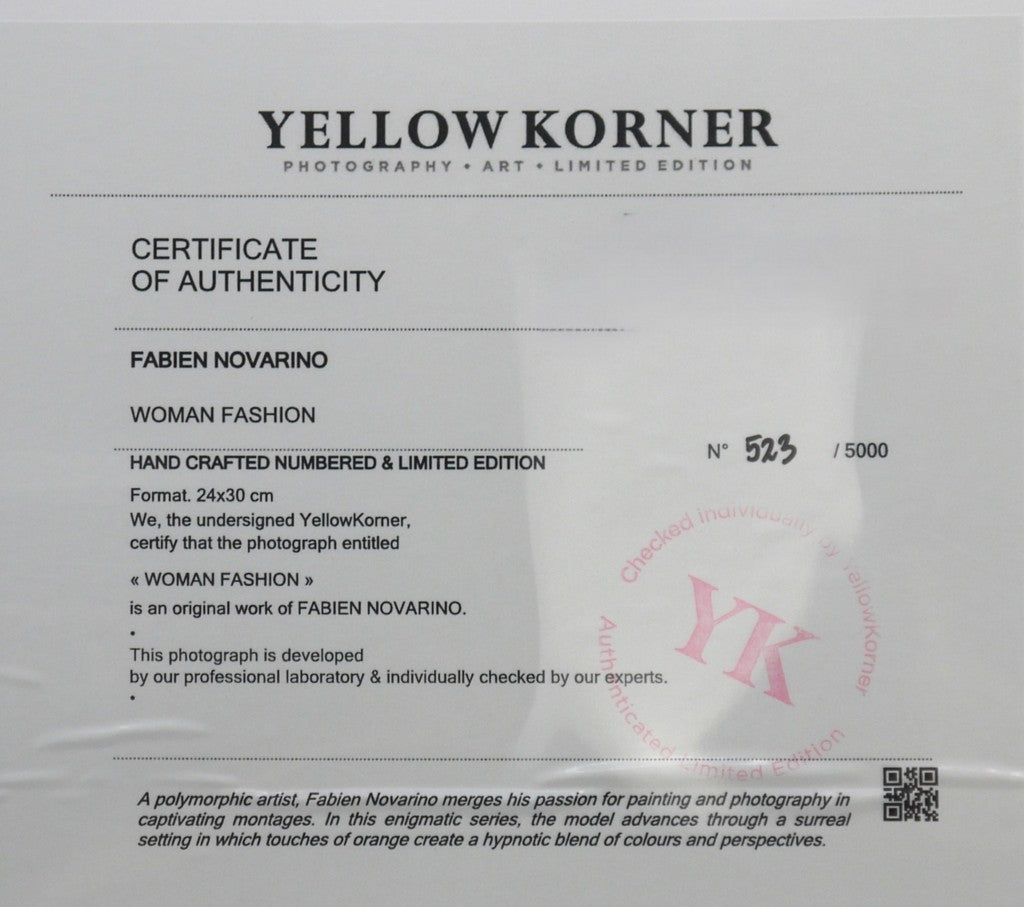 YELLOW KORNER
PHOTOGRAPHY • ART • LIMITED EDITION
CERTIFICATE
OF AUTHENTICITY
FABIEN NOVARINO
WOMAN FASHION
HAND CRAFTED NUMBERED & LIMITED EDITION
N° 523 / 5000
Format. 24x30 cm
We, the undersigned YellowKorner,
certify that the photograph entitled
« WOMAN FASHION »
is an original work of FABIEN NOVARINO.
This photograph is developed
by our professional laboratory & individually checked by our experts.
Checked individually by YellowKorner
YK
Authenticated Limited Edition
A polymorphic artist, Fabien Novarino merges his passion for painting and photography in
captivating montages. In this enigmatic series, the model advances through a surreal
setting in which touches of orange create a hypnotic blend of colours and perspectives.